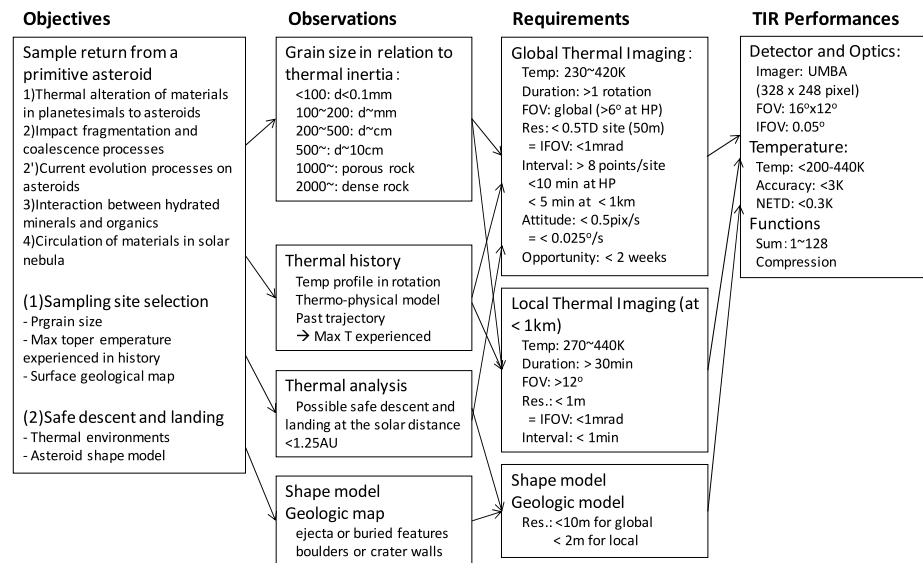 Objectives
Sample return from a
primitive asteroid
1)Thermal alteration of materials
in planetesimals to asteroids
2)Impact fragmentation and
coalescence processes
2')Current evolution processes on
asteroids
3)Interaction between hydrated
minerals and organics
4)Circulation of materials in solar
nebula
(1)Sampling site selection
- Prgrain size
- Max toper emperature
experienced in history
- Surface geological map
(2)Safe descent and landing
- Thermal environments
- Asteroid shape model
Observations
Grain size in relation to
thermal inertia :
<100: d<0.1mm
100~200: d~mm
200~500: d~cm
500~: d~10cm
1000~: porous rock
2000~: dense rock
Thermal history
Temp profile in rotation
Thermo-physical model
Past trajectory
→ Max T experienced
Thermal analysis
Possible safe descent and
landing at the solar distance
<1.25AU
Shape model
Geologic map
ejecta or buried features
boulders or crater walls
Requirements
Global Thermal Imaging :
Temp: 230~420K
Duration: >1 rotation
FOV: global (>6° at HP)
Res: < 0.5TD site (50m)
= IFOV: <1mrad
Interval: > 8 points/site
<10 min at HP
< 5 min at < 1km
Attitude: < 0.5pix/s
= < 0.025°/s
Opportunity: < 2 weeks
Local Thermal Imaging (at
< 1km)
Temp: 270~440K
Duration: > 30min
FOV: >12°
Res.: < 1m
= IFOV: <1mrad
Interval: < 1min
Shape model
Geologic model
Res.: <10m for global
< 2m for local
TIR Performances
Detector and Optics:
Imager: UMBA
(328 x 248 pixel)
FOV: 16°x12°
IFOV: 0.05°
Temperature:
Temp: <200-440K
Accuracy: <3K
NETD: <0.3K
Functions
Sum: 1~128
Compression